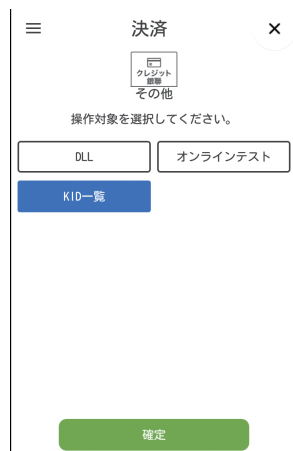 決済
クレジット
銀聯
その他
操作対象を選択してください。
DLL
オンラインテスト
KID一覧
確定